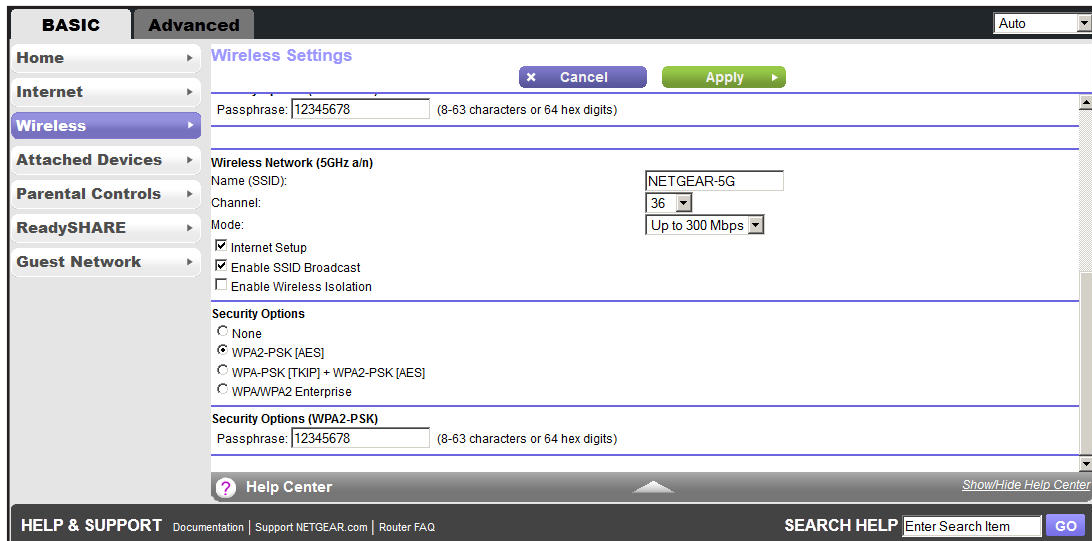 BASIC Advanced Auto
Home
Internet
Wireless
Attached Devices
Parental Controls
ReadySHARE
Guest Network
Wireless Settings
× Cancel Apply
Passphrase: 12345678 (8-63 characters or 64 hex digits)
Wireless Network (5GHz a/n)
Name (SSID): NETGEAR-5G
Channel: 36
Mode: Up to 300 Mbps
Internet Setup
Enable SSID Broadcast
Enable Wireless Isolation
Security Options
None
WPA2-PSK [AES]
WPA-PSK [TKIP] + WPA2-PSK [AES]
WPA/WPA2 Enterprise
Security Options (WPA2-PSK)
Passphrase: 12345678 (8-63 characters or 64 hex digits)
? Help Center Show/Hide Help Center
HELP & SUPPORT Documentation | Support NETGEAR.com | Router FAQ SEARCH HELP Enter Search Item GO